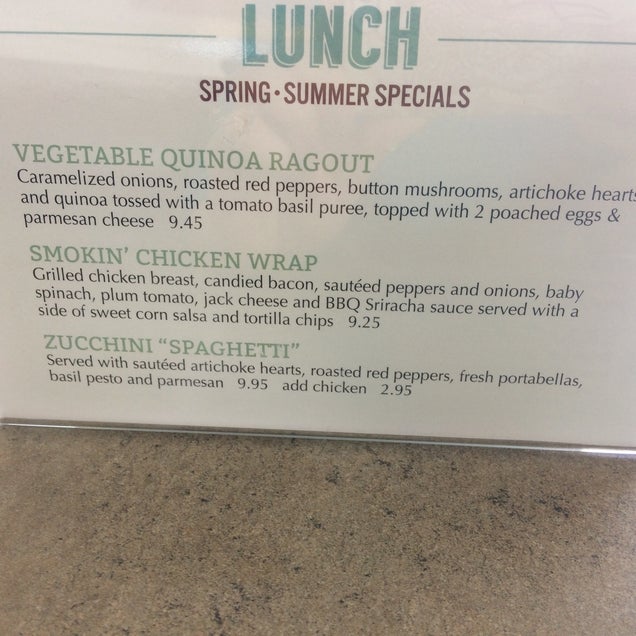 LUNCH
SPRING • SUMMER SPECIALS
VEGETABLE QUINOA RAGOUT
Caramelized onions, roasted red peppers, button mushrooms, artichoke hearts
and quinoa tossed with a tomato basil puree, topped with 2 poached eggs &
parmesan cheese 9.45
SMOKIN' CHICKEN WRAP
Grilled chicken breast, candied bacon, sautéed peppers and onions, baby
spinach, plum tomato, jack cheese and BBQ Sriracha sauce served with a
side of sweet corn salsa and tortilla chips 9.25
ZUCCHINI "SPAGHETTI"
Served with sautéed artichoke hearts, roasted red peppers, fresh portabellas,
basil pesto and parmesan 9.95 add chicken 2.95